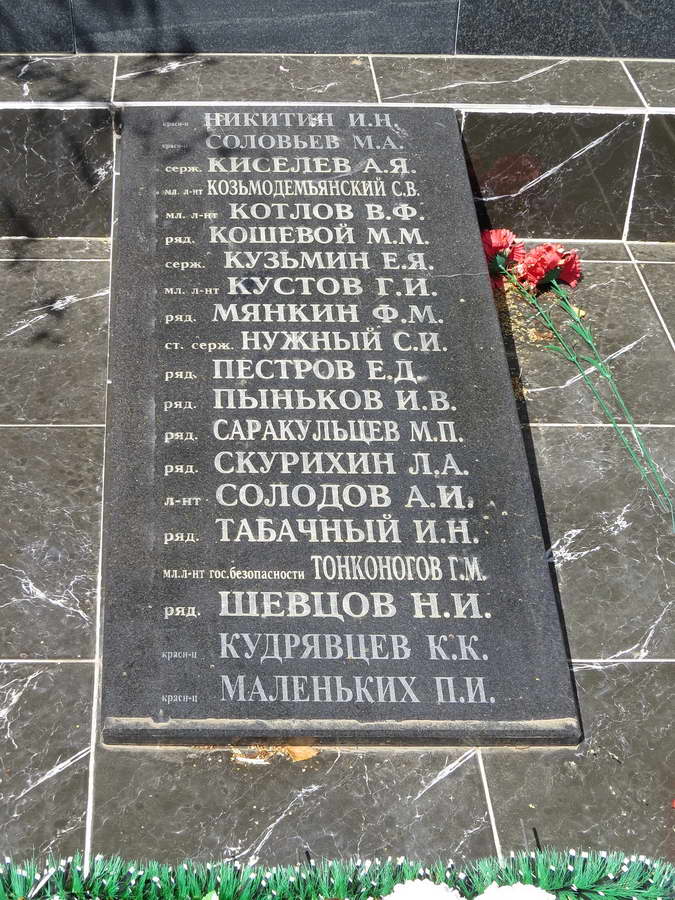 красн-ц НИКИТИН И.Н.
красн-ц СОЛОВЬЕВ М.А.
серж. КИСЕЛЕВ А.Я.
мл. л-нт КОЗЬМОДЕМЬЯНСКИЙ С.В.
мл. л-нт КОТЛОВ В.Ф.
ряд. КОШЕВОЙ М.М.
серж. КУЗЬМИН Е.Я.
мл. л-нт КУСТОВ Г.И.
ряд. МЯНКИН Ф.М.
ст. серж. НУЖНЫЙ С.И.
ряд. ПЕСТРОВ Е.Д.
ряд. ПЫНЬКОВ И.В.
ряд. САРАКУЛЬЦЕВ М.П.
ряд. СКУРИХИН Л.А.
л-нт СОЛОДОВ А.И.
ряд. ТАБАЧНЫЙ И.Н.
мл.л-нт гос.безопасности ТОНКОНОГОВ Г.М.
ряд. ШЕВЦОВ Н.И.
красн-ц КУДРЯВЦЕВ К.К.
красн-ц МАЛЕНЬКИХ П.И.